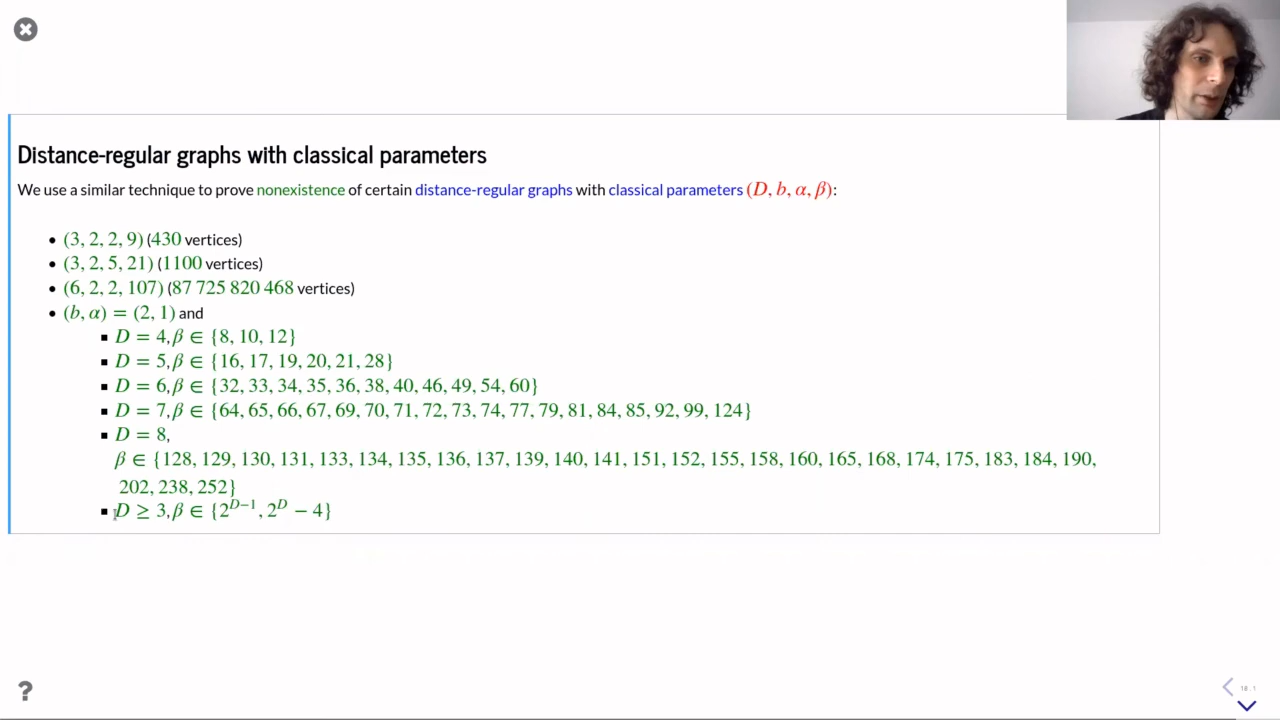 Distance-regular graphs with classical parameters
We use a similar technique to prove nonexistence of certain distance-regular graphs with classical parameters (D, b, α, β):
• (3, 2, 2, 9) (430 vertices)
• (3, 2, 5, 21) (1100 vertices)
• (6, 2, 2, 107) (87 725 820 468 vertices)
• (b, α) = (2, 1) and
▪ D = 4,β ∈ {8, 10, 12}
▪ D = 5,β ∈ {16, 17, 19, 20, 21, 28}
▪ D = 6,β ∈ {32, 33, 34, 35, 36, 38, 40, 46, 49, 54, 60}
▪ D = 7,β ∈ {64, 65, 66, 67, 69, 70, 71, 72, 73, 74, 77, 79, 81, 84, 85, 92, 99, 124}
▪ D = 8,
β ∈ {128, 129, 130, 131, 133, 134, 135, 136, 137, 139, 140, 141, 151, 152, 155, 158, 160, 165, 168, 174, 175, 183, 184, 190,
202, 238, 252}
▪ D ≥ 3,β ∈ {2^{D−1}, 2^D − 4}
?
18.1